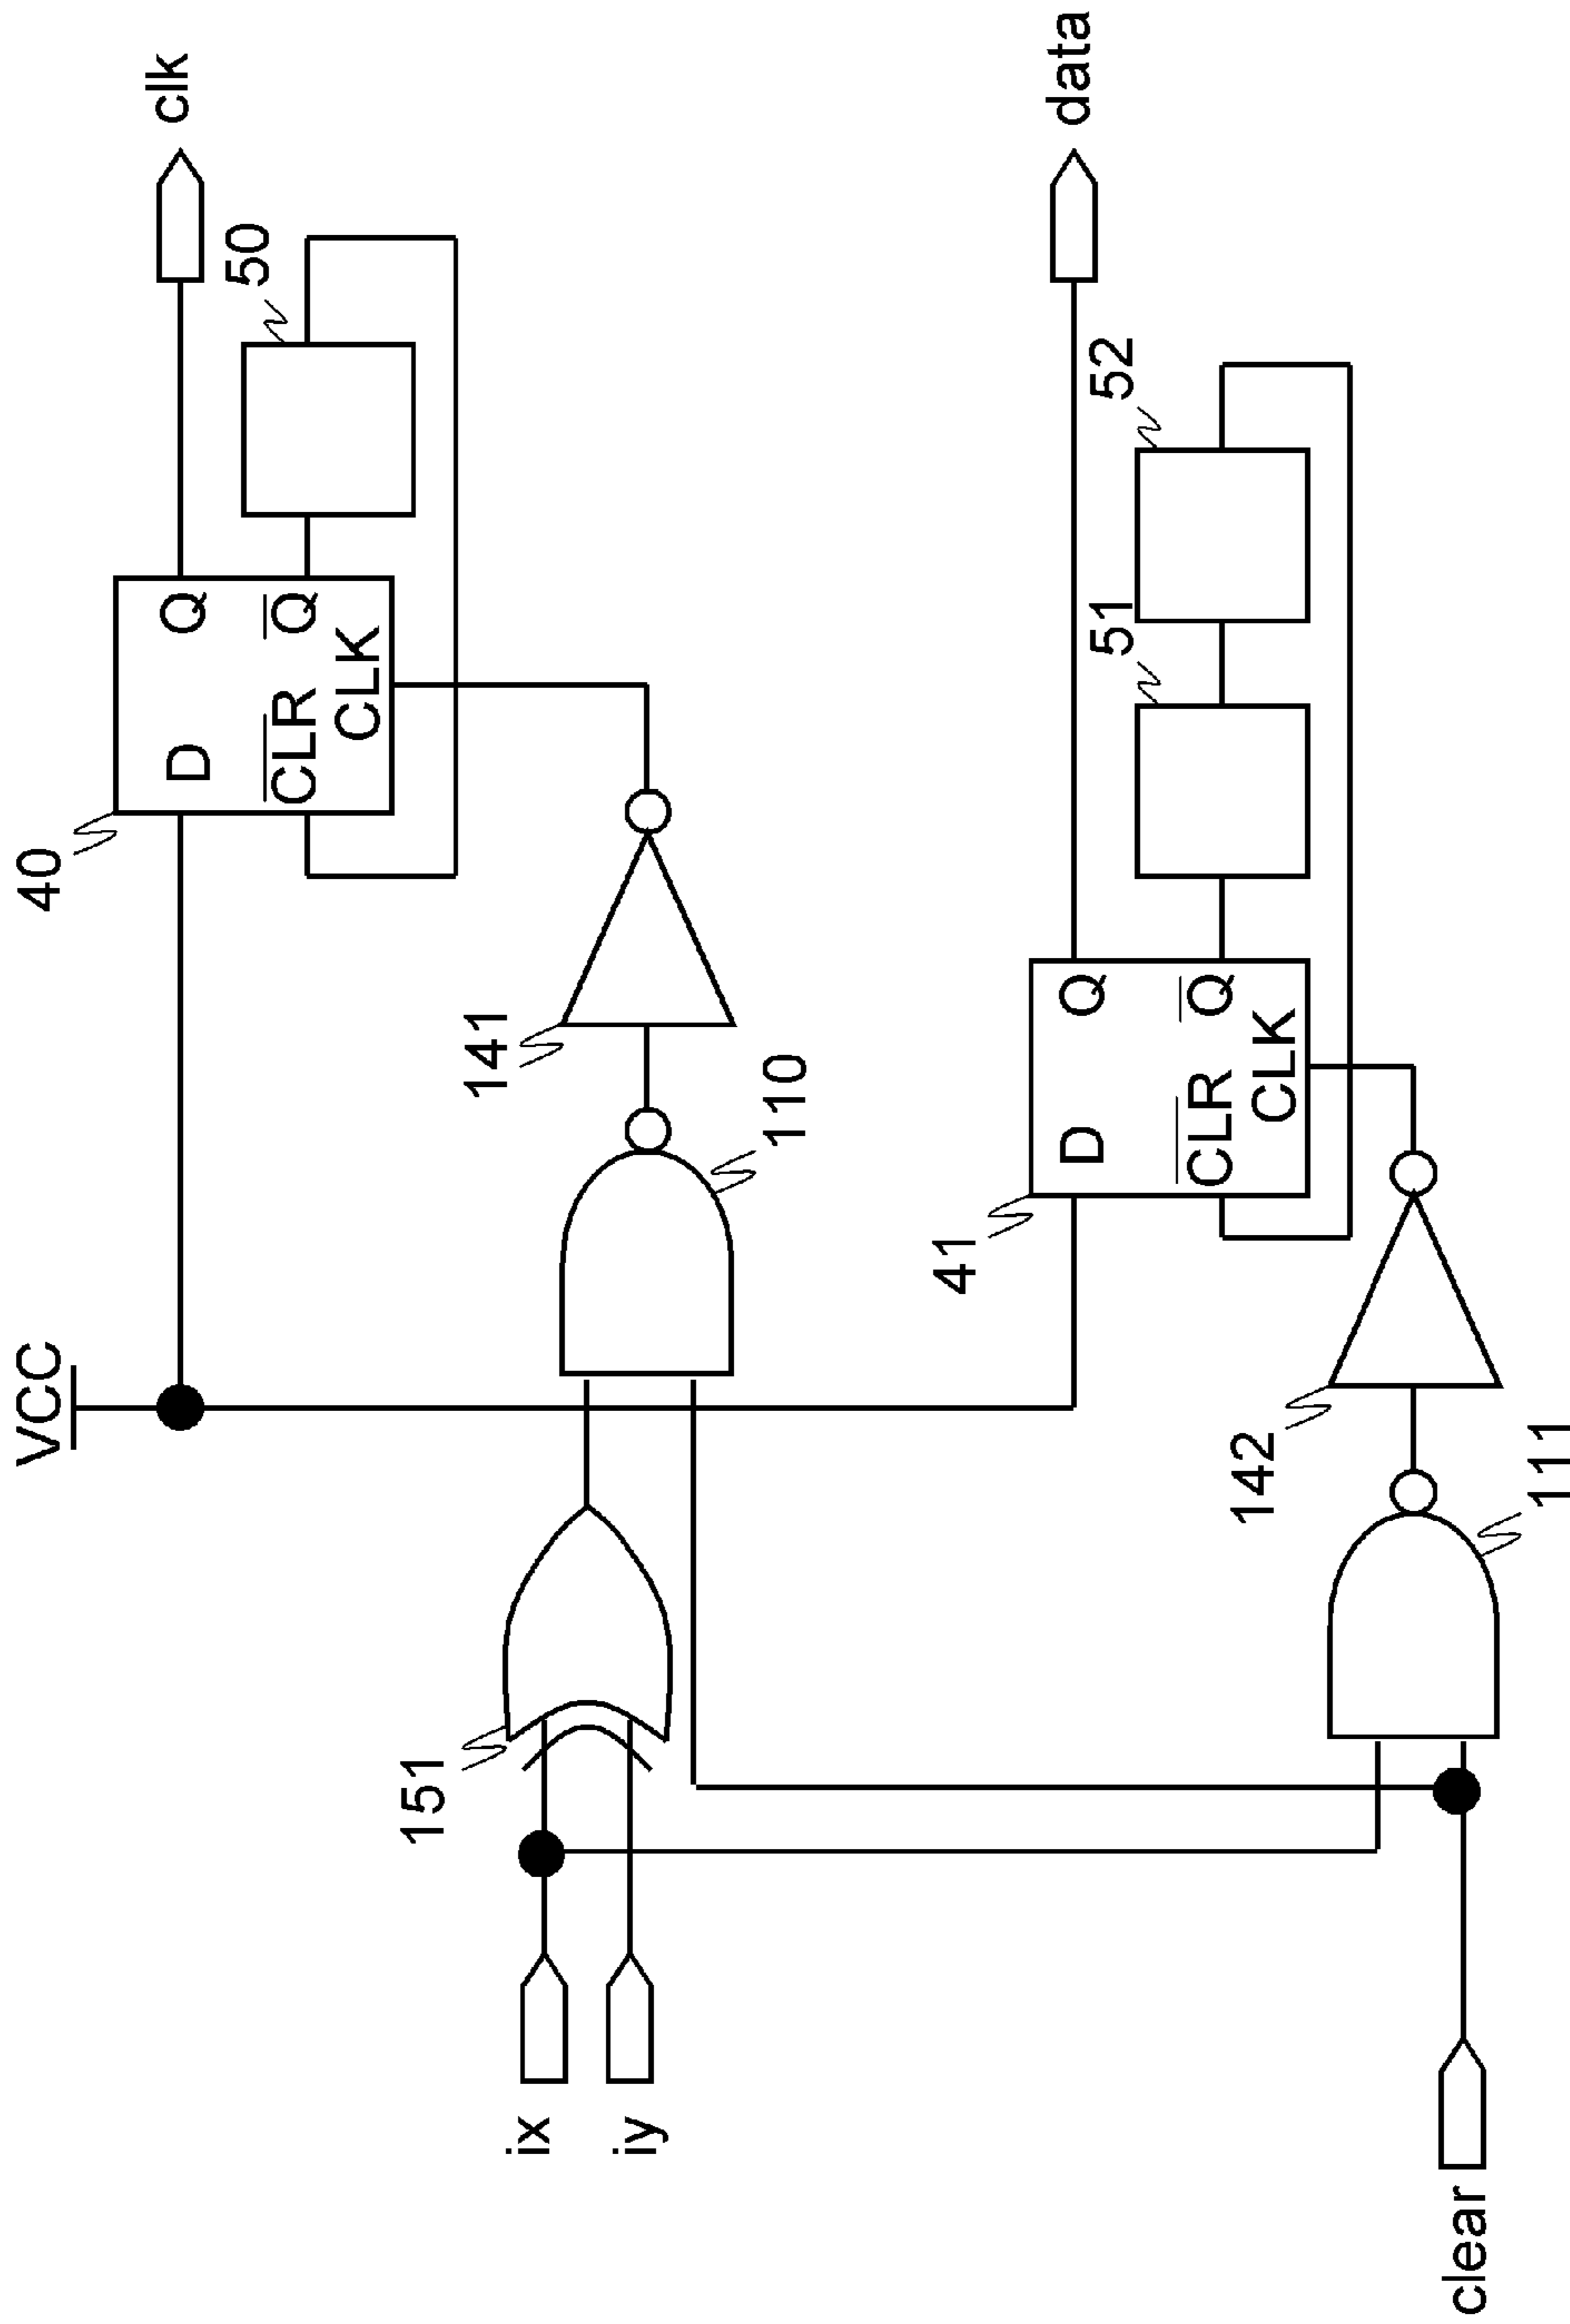 VCC
40
D
Q
clk
CLR
Q
CLK
50
151
141
110
ix
iy
41
D
Q
data
CLR
Q
CLK
51
52
142
111
clear